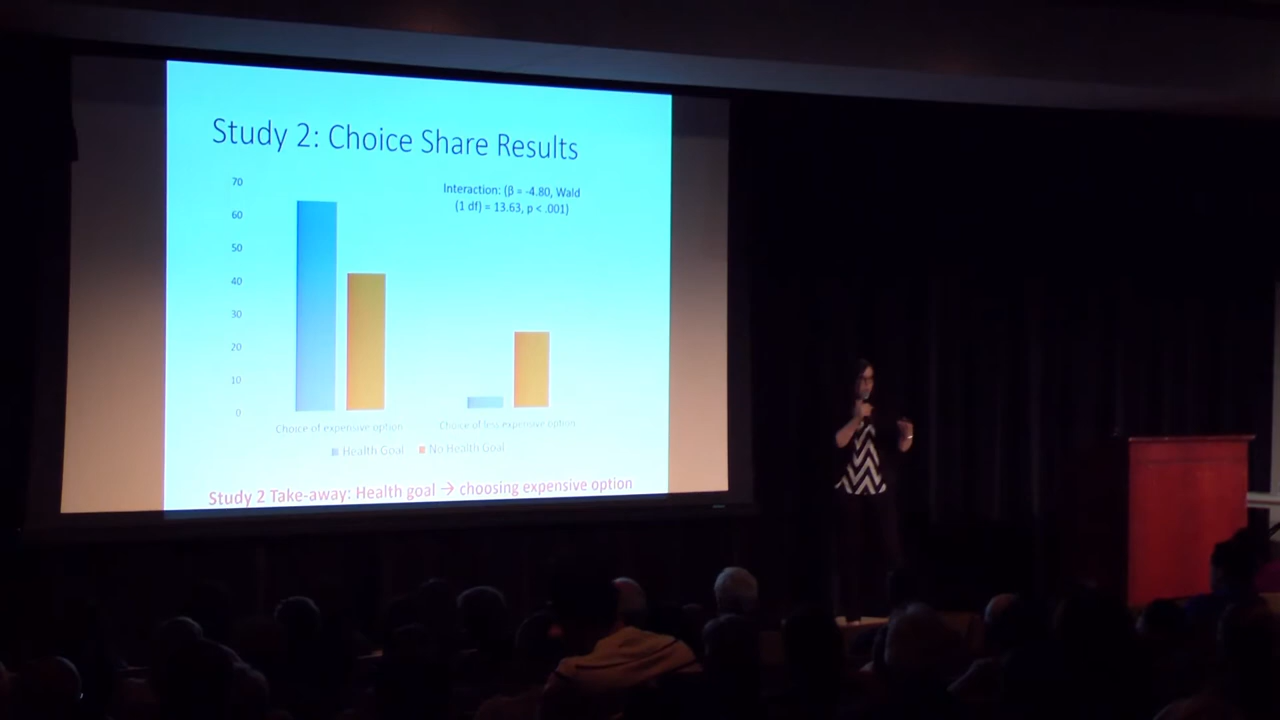 Study 2: Choice Share Results
Interaction: (β = -4.80, Wald
(1 df) = 13.63, p < .001)
70
60
50
40
30
20
10
0
Choice of expensive option
Choice of less expensive option
Health Goal
No Health Goal
Study 2 Take-away: Health goal → choosing expensive option